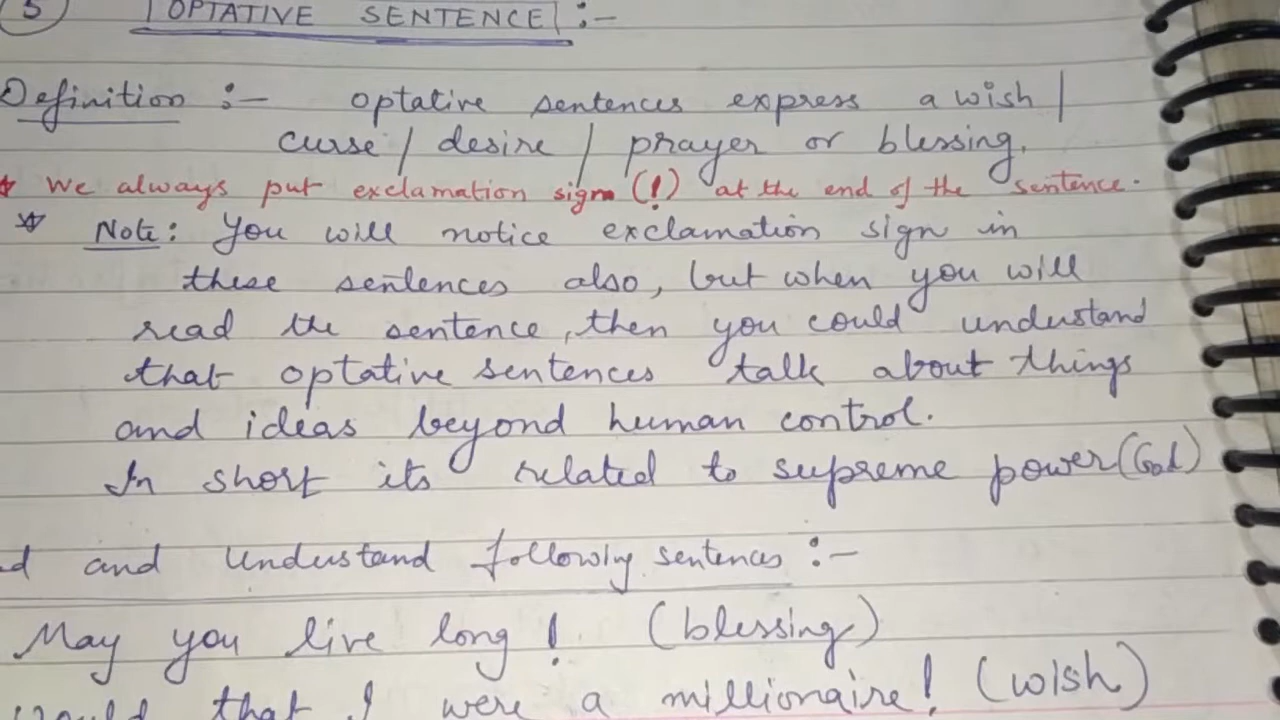 5 OPTATIVE SENTENCE :-
Definition :- optative sentences express a wish /
curse / desire / prayer or blessing.
* We always put exclamation sign (!) at the end of the sentence.
* Note: You will notice exclamation sign in
these sentences also, but when you will
read the sentence, then you could understand
that optative sentences talk about things
and ideas beyond human control.
In short its related to supreme power (God)
and understand following sentences :-
May you live long! (blessing)
Would that I were a millionaire! (wish)